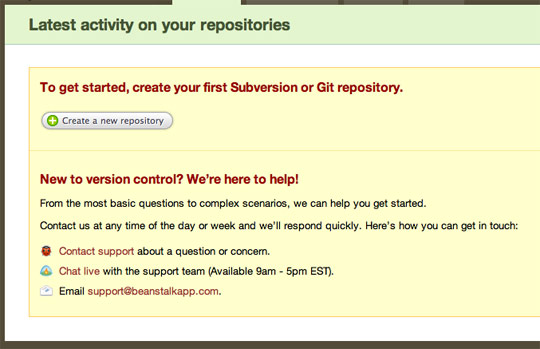 Latest activity on your repositories
To get started, create your first Subversion or Git repository.
Create a new repository
New to version control? We're here to help!
From the most basic questions to complex scenarios, we can help you get started.
Contact us at any time of the day or week and we'll respond quickly. Here's how you can get in touch:
Contact support about a question or concern.
Chat live with the support team (Available 9am - 5pm EST).
Email support@beanstalkapp.com.